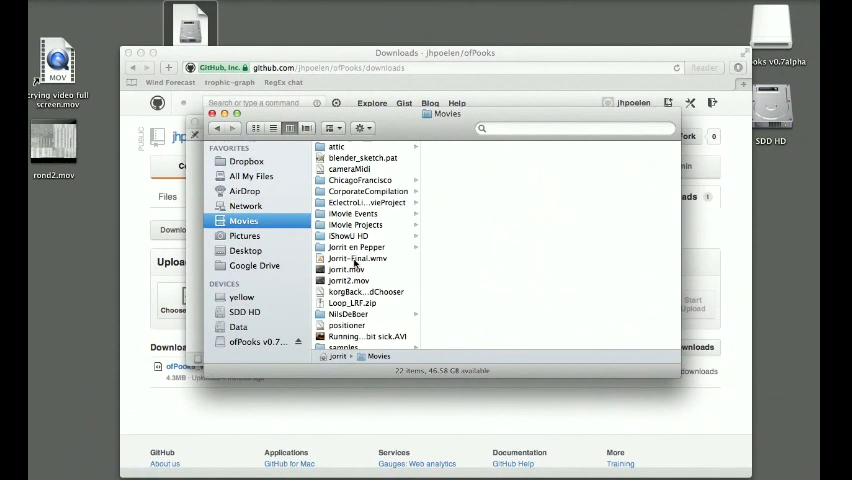 Downloads - jhpoelen/ofPooks
GitHub, Inc.
github.com/jhpoelen/ofPooks/downloads
Reader
Wind Forecast
trophic-graph
RegEx chat
Search or type a command
Explore
Gist
Blog
Help
jhpoelen
Movies
PUBLIC
jhp
Fork
0
Files
Upload
Choose
Start
Upload
4.3MB
FAVORITES
Dropbox
All My Files
AirDrop
Network
Movies
Pictures
Desktop
Google Drive
DEVICES
yellow
SDD HD
Data
ofPooks v0.7...
attic
blender_sketch.pat
cameraMidi
ChicagoFrancisco
CorporateCompilation
EclectroLi...vieProject
iMovie Events
iMovie Projects
iShowU HD
Jorrit en Pepper
Jorrit-Final.wmv
jorrit.mov
jorrit2.mov
korgBack...dChooser
Loop_LRF.zip
NilsDeBoer
positioner
Running...bit sick.AVI
samples
jorrit
Movies
22 items, 46.58 GB available
GitHub
About us
Applications
GitHub for Mac
Services
Gauges: Web analytics
Documentation
GitHub Help
More
Training
MOV
crying video full
screen.mov
rond2.mov
oks v0.7alpha
SDD HD